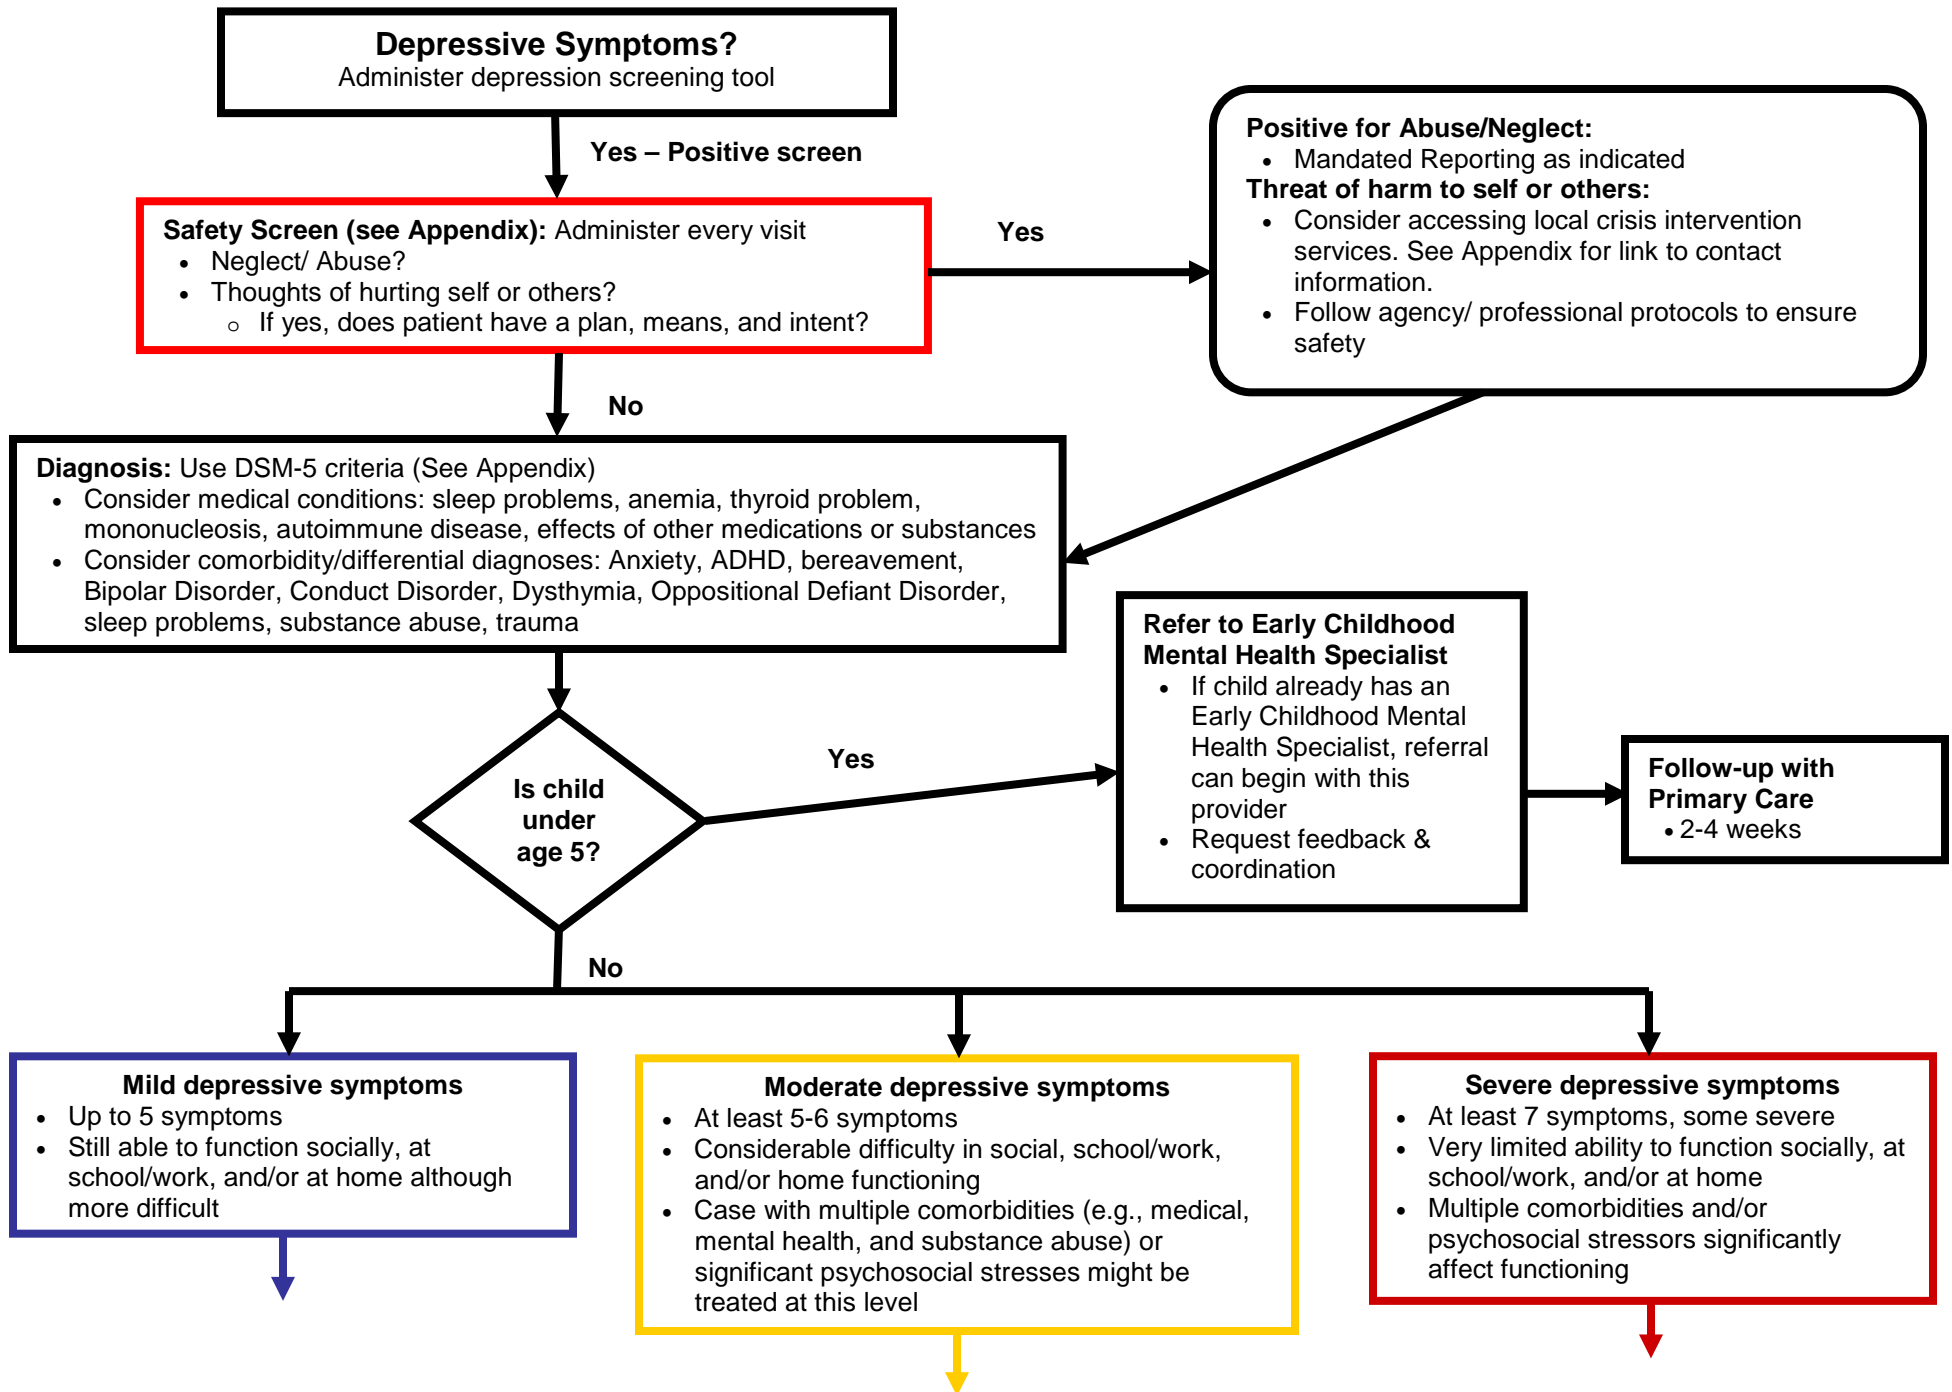 Depressive Symptoms?
Administer depression screening tool
Yes – Positive screen
Safety Screen (see Appendix): Administer every visit
• Neglect/ Abuse?
• Thoughts of hurting self or others?
o If yes, does patient have a plan, means, and intent?
Yes
Positive for Abuse/Neglect:
• Mandated Reporting as indicated
Threat of harm to self or others:
• Consider accessing local crisis intervention
services. See Appendix for link to contact
information.
• Follow agency/ professional protocols to ensure
safety
No
Diagnosis: Use DSM-5 criteria (See Appendix)
• Consider medical conditions: sleep problems, anemia, thyroid problem,
mononucleosis, autoimmune disease, effects of other medications or substances
• Consider comorbidity/differential diagnoses: Anxiety, ADHD, bereavement,
Bipolar Disorder, Conduct Disorder, Dysthymia, Oppositional Defiant Disorder,
sleep problems, substance abuse, trauma
Is child
under
age 5?
Yes
Refer to Early Childhood
Mental Health Specialist
• If child already has an
Early Childhood Mental
Health Specialist, referral
can begin with this
provider
• Request feedback &
coordination
Follow-up with
Primary Care
• 2-4 weeks
No
Mild depressive symptoms
• Up to 5 symptoms
• Still able to function socially, at
school/work, and/or at home although
more difficult
Moderate depressive symptoms
• At least 5-6 symptoms
• Considerable difficulty in social, school/work,
and/or home functioning
• Case with multiple comorbidities (e.g., medical,
mental health, and substance abuse) or
significant psychosocial stresses might be
treated at this level
Severe depressive symptoms
• At least 7 symptoms, some severe
• Very limited ability to function socially, at
school/work, and/or at home
• Multiple comorbidities and/or
psychosocial stressors significantly
affect functioning